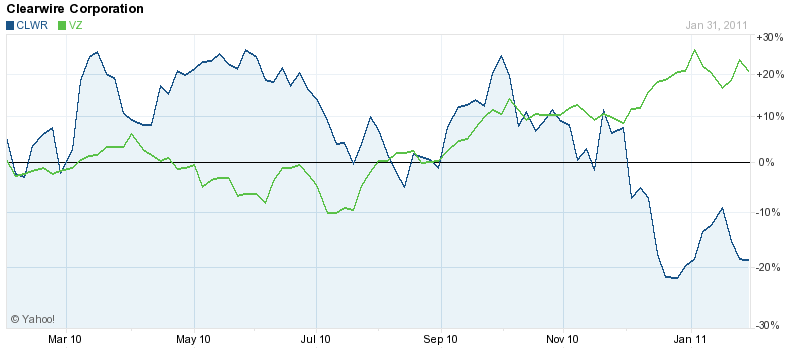 Clearwire Corporation
CLWR VZ Jan 31, 2011
+30%
+20%
+10%
0%
-10%
-20%
-30%
© Yahoo!
Mar 10 May 10 Jul 10 Sep 10 Nov 10 Jan 11